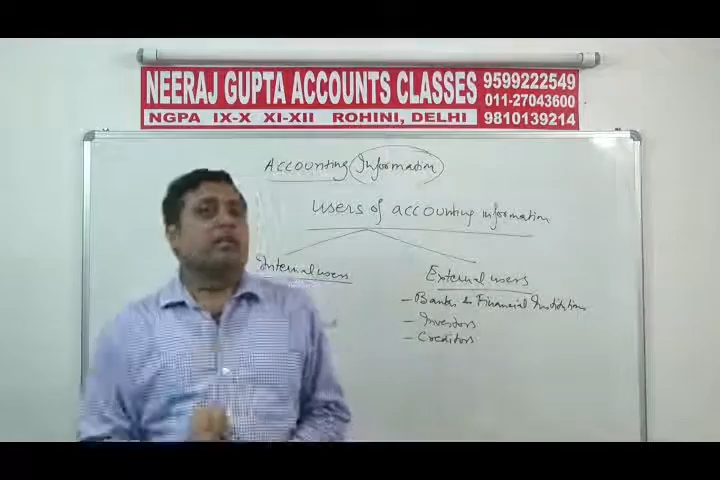 NEERAJ GUPTA ACCOUNTS CLASSES
9599222549
011-27043600
NGPA IX-X XI-XII ROHINI, DELHI
9810139214
Accounting Information
Users of accounting information
Internal users
External users
- Banks & Financial Institutions
- Investors
- Creditors